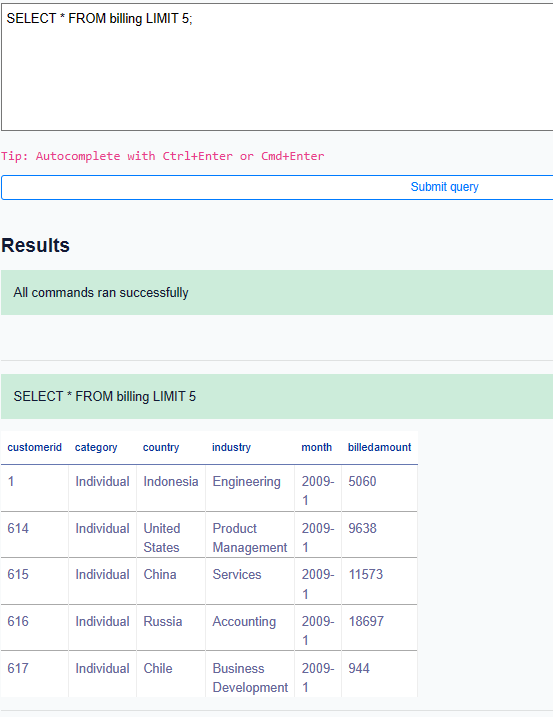 SELECT * FROM billing LIMIT 5;
Tip: Autocomplete with Ctrl+Enter or Cmd+Enter
Submit query
Results
All commands ran successfully
SELECT * FROM billing LIMIT 5
customerid category country industry month billedamount
1 Individual Indonesia Engineering 2009-
1 5060
614 Individual United
States Product
Management 2009-
1 9638
615 Individual China Services 2009-
1 11573
616 Individual Russia Accounting 2009-
1 18697
617 Individual Chile Business
Development 2009-
1 944